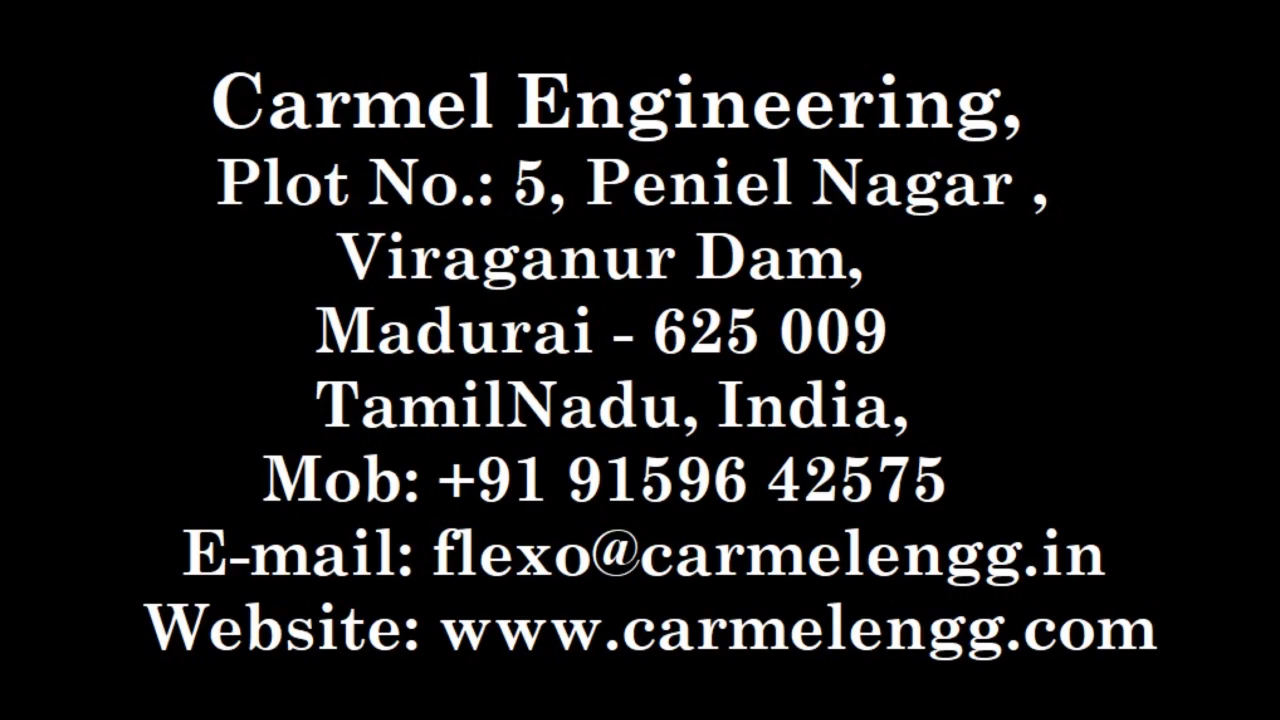 Carmel Engineering,
Plot No.: 5, Peniel Nagar ,
Viraganur Dam,
Madurai - 625 009
TamilNadu, India,
Mob: +91 91596 42575
E-mail: flexo@carmelengg.in
Website: www.carmelengg.com